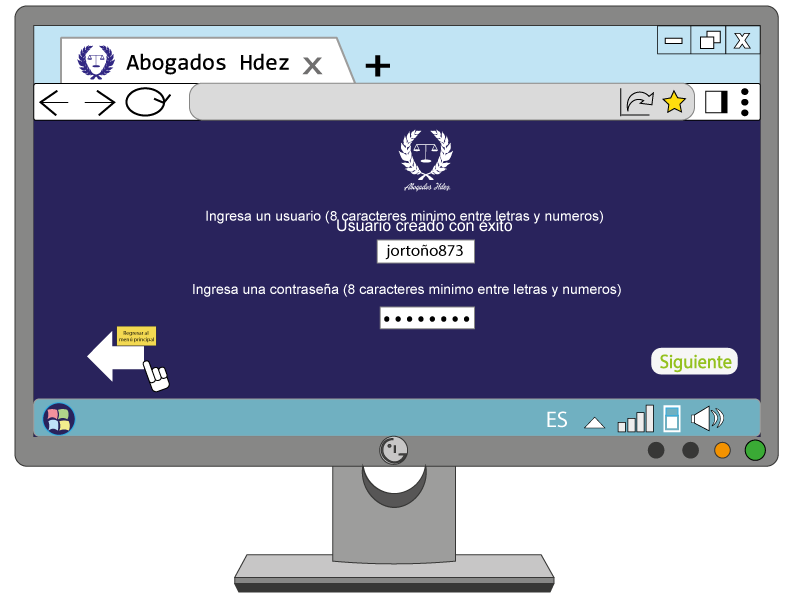 Abogados Hdez X
X
Abogados Hdez.
Ingresa un usuario (8 caracteres minimo entre letras y numeros)
Usuario creado con éxito
jortoño873
Ingresa una contraseña (8 caracteres minimo entre letras y numeros)
Regresar al
menú principal
Siguiente
ES